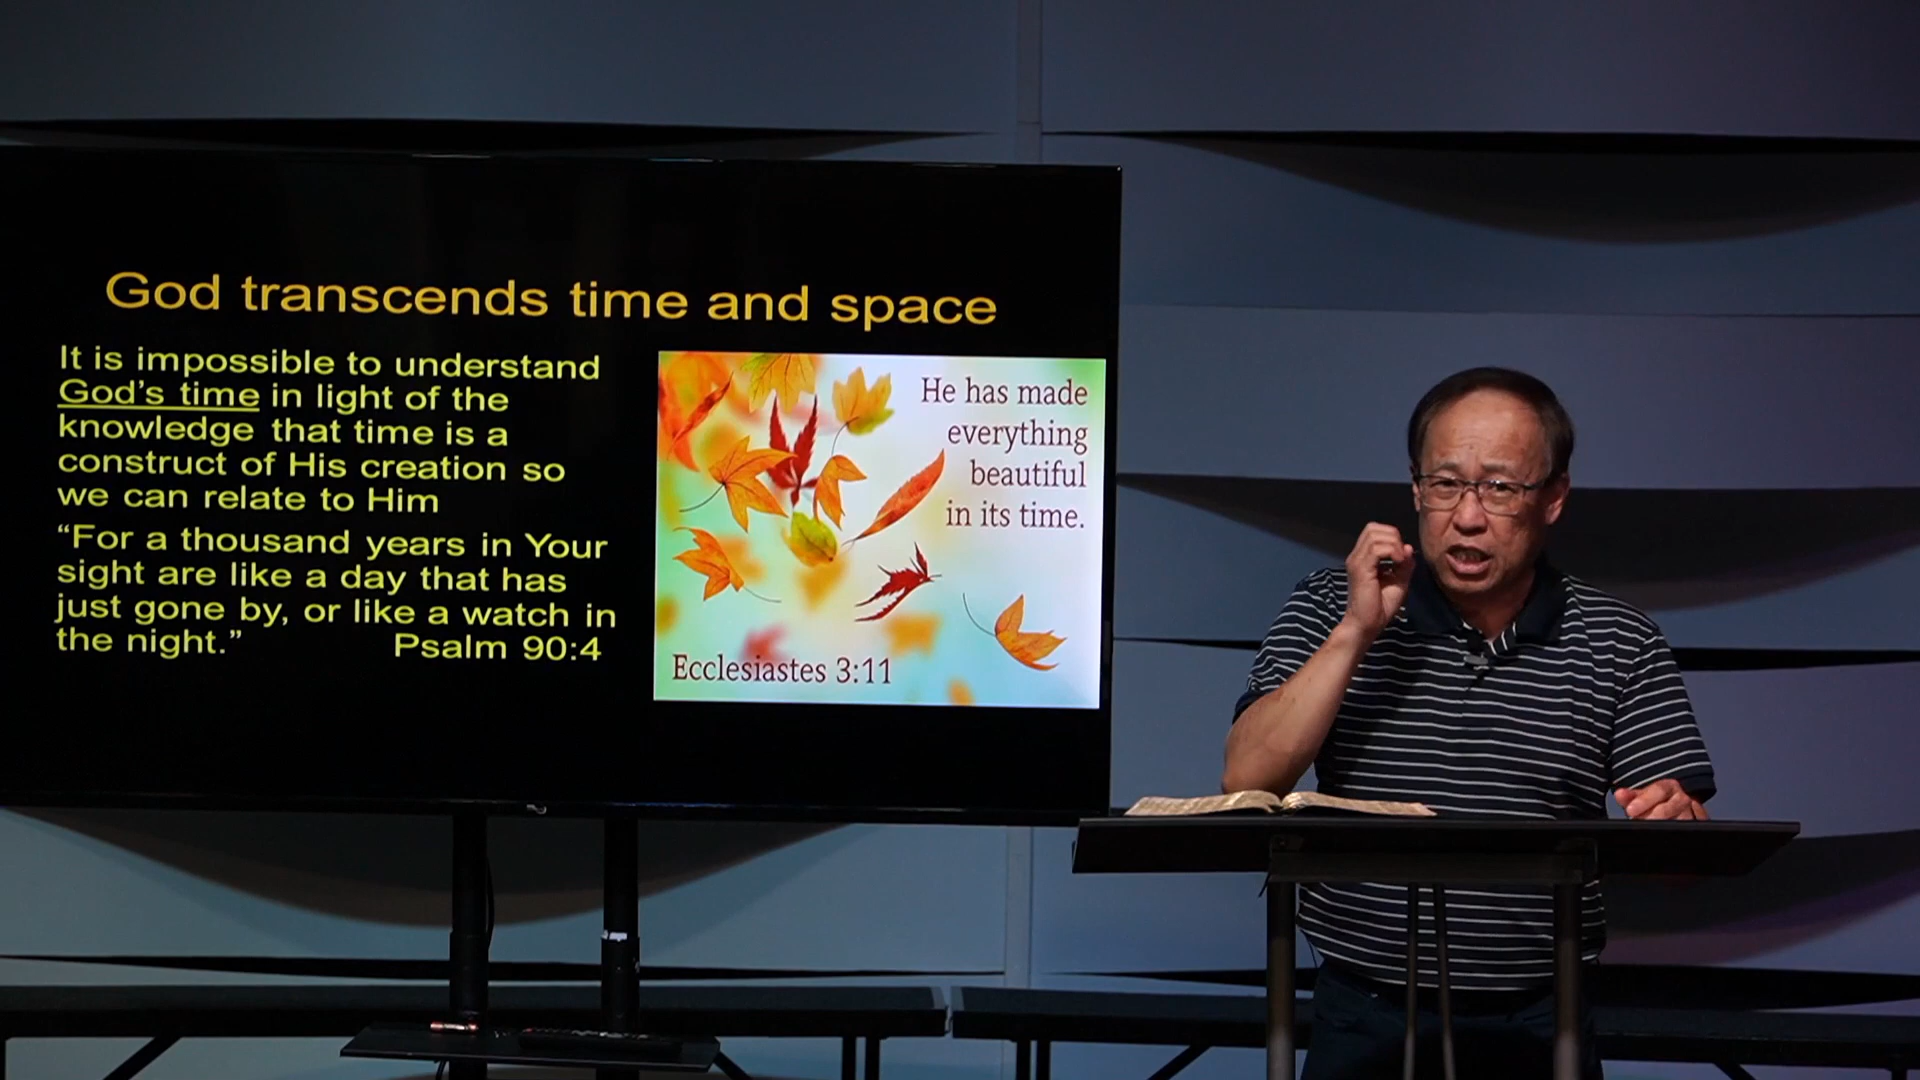 God transcends time and space
It is impossible to understand
God's time in light of the
knowledge that time is a
construct of His creation so
we can relate to Him
“For a thousand years in Your
sight are like a day that has
just gone by, or like a watch in
the night.” Psalm 90:4
He has made
everything
beautiful
in its time.
Ecclesiastes 3:11